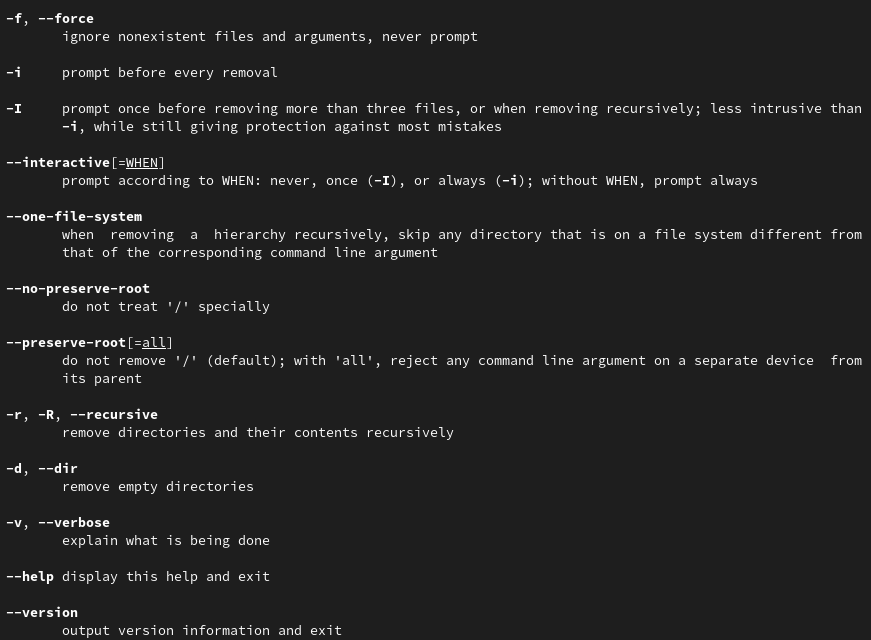 -f, --force
ignore nonexistent files and arguments, never prompt
-i prompt before every removal
-I prompt once before removing more than three files, or when removing recursively; less intrusive than
-i, while still giving protection against most mistakes
--interactive[=WHEN]
prompt according to WHEN: never, once (-I), or always (-i); without WHEN, prompt always
--one-file-system
when  removing  a  hierarchy recursively, skip any directory that is on a file system different from
that of the corresponding command line argument
--no-preserve-root
do not treat '/' specially
--preserve-root[=all]
do not remove '/' (default); with 'all', reject any command line argument on a separate device  from
its parent
-r, -R, --recursive
remove directories and their contents recursively
-d, --dir
remove empty directories
-v, --verbose
explain what is being done
--help display this help and exit
--version
output version information and exit